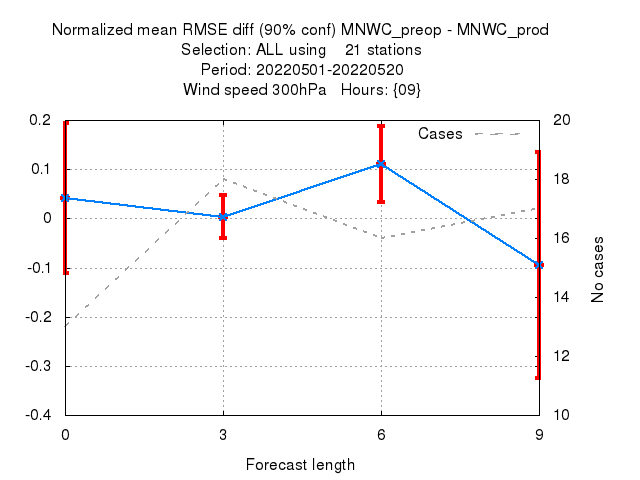 Normalized mean RMSE diff (90% conf) MNWC_preop - MNWC_prod
Selection: ALL using    21 stations
Period: 20220501-20220520
Wind speed 300hPa   Hours: {09}
Cases
0.2
0.1
0
-0.1
-0.2
-0.3
-0.4
20
18
16
14
12
10
No cases
0 3 6 9
Forecast length